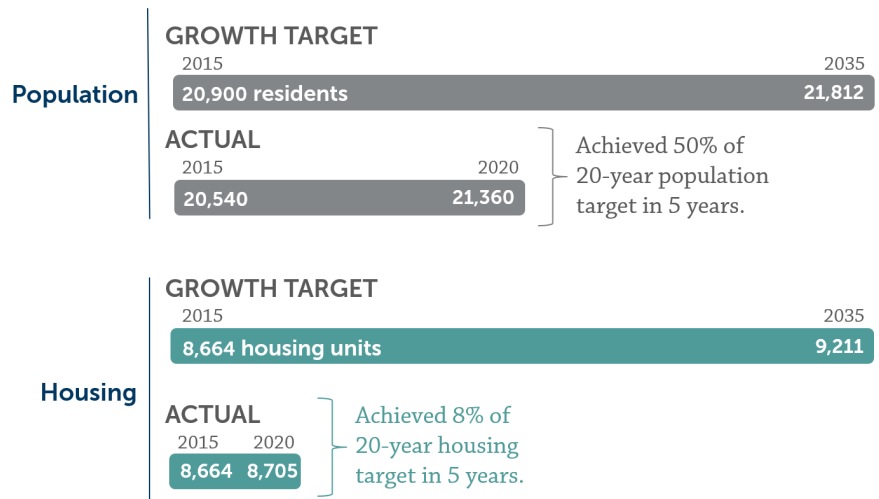 Population
GROWTH TARGET
2015 2035
20,900 residents 21,812
ACTUAL
2015 2020
20,540 21,360
Achieved 50% of
20-year population
target in 5 years.
Housing
GROWTH TARGET
2015 2035
8,664 housing units 9,211
ACTUAL
2015 2020
8,664 8,705
Achieved 8% of
20-year housing
target in 5 years.